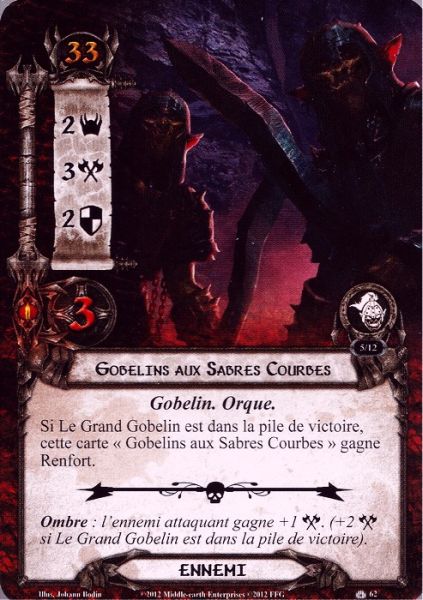 33
2
3
2
3
5/12
Gobelins aux Sabres Courbes
Gobelin. Orque.
Si Le Grand Gobelin est dans la pile de victoire,
cette carte « Gobelins aux Sabres Courbes » gagne
Renfort.
Ombre : l'ennemi attaquant gagne +1 . (+2
si Le Grand Gobelin est dans la pile de victoire).
ENNEMI
Illus. Johann Bodin ©2012 Middle-earth Enterprises ©2012 FFG 62